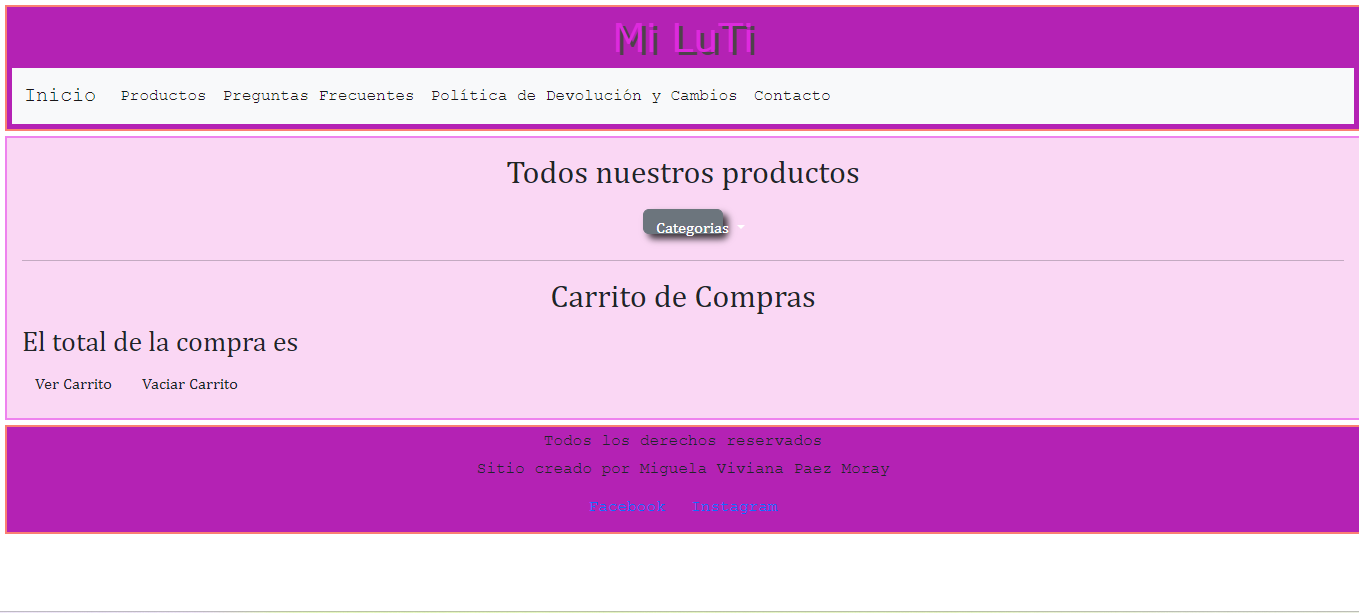 Mi LuTi
Inicio Productos Preguntas Frecuentes Política de Devolución y Cambios Contacto
Todos nuestros productos
Categorias
Carrito de Compras
El total de la compra es
Ver Carrito Vaciar Carrito
Todos los derechos reservados
Sitio creado por Miguela Viviana Paez Moray
Facebook Instagram